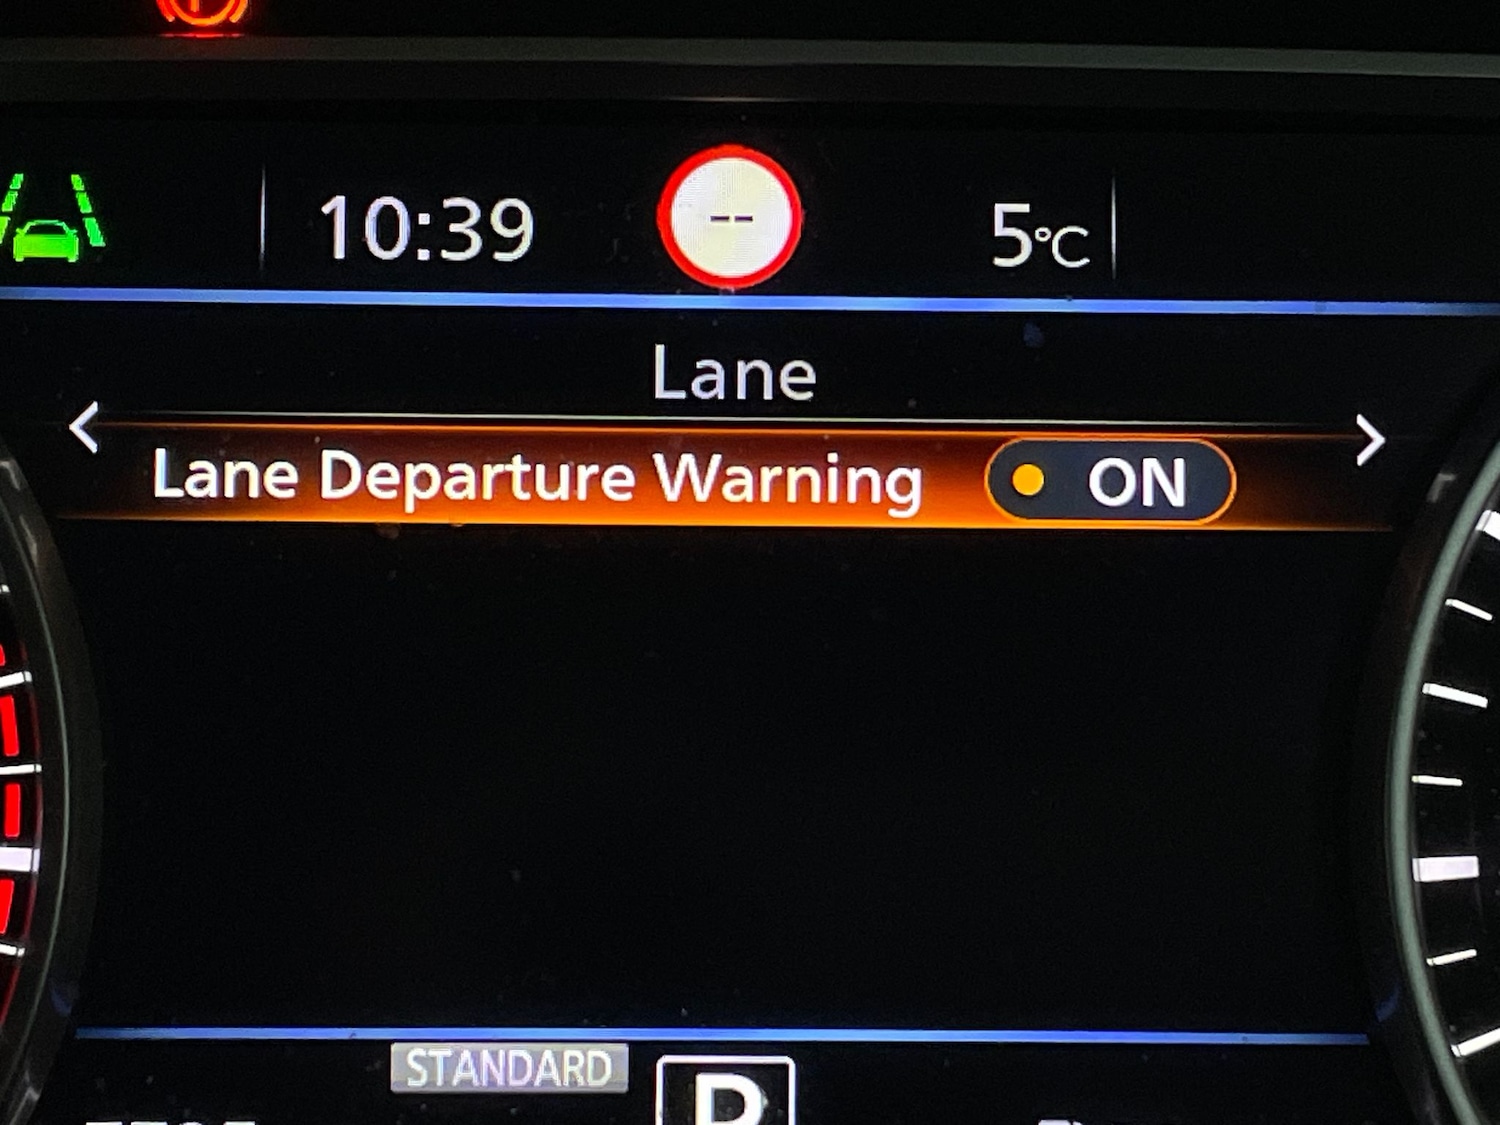 10:39 -- 5°C
Lane
< Lane Departure Warning ON >
STANDARD
P